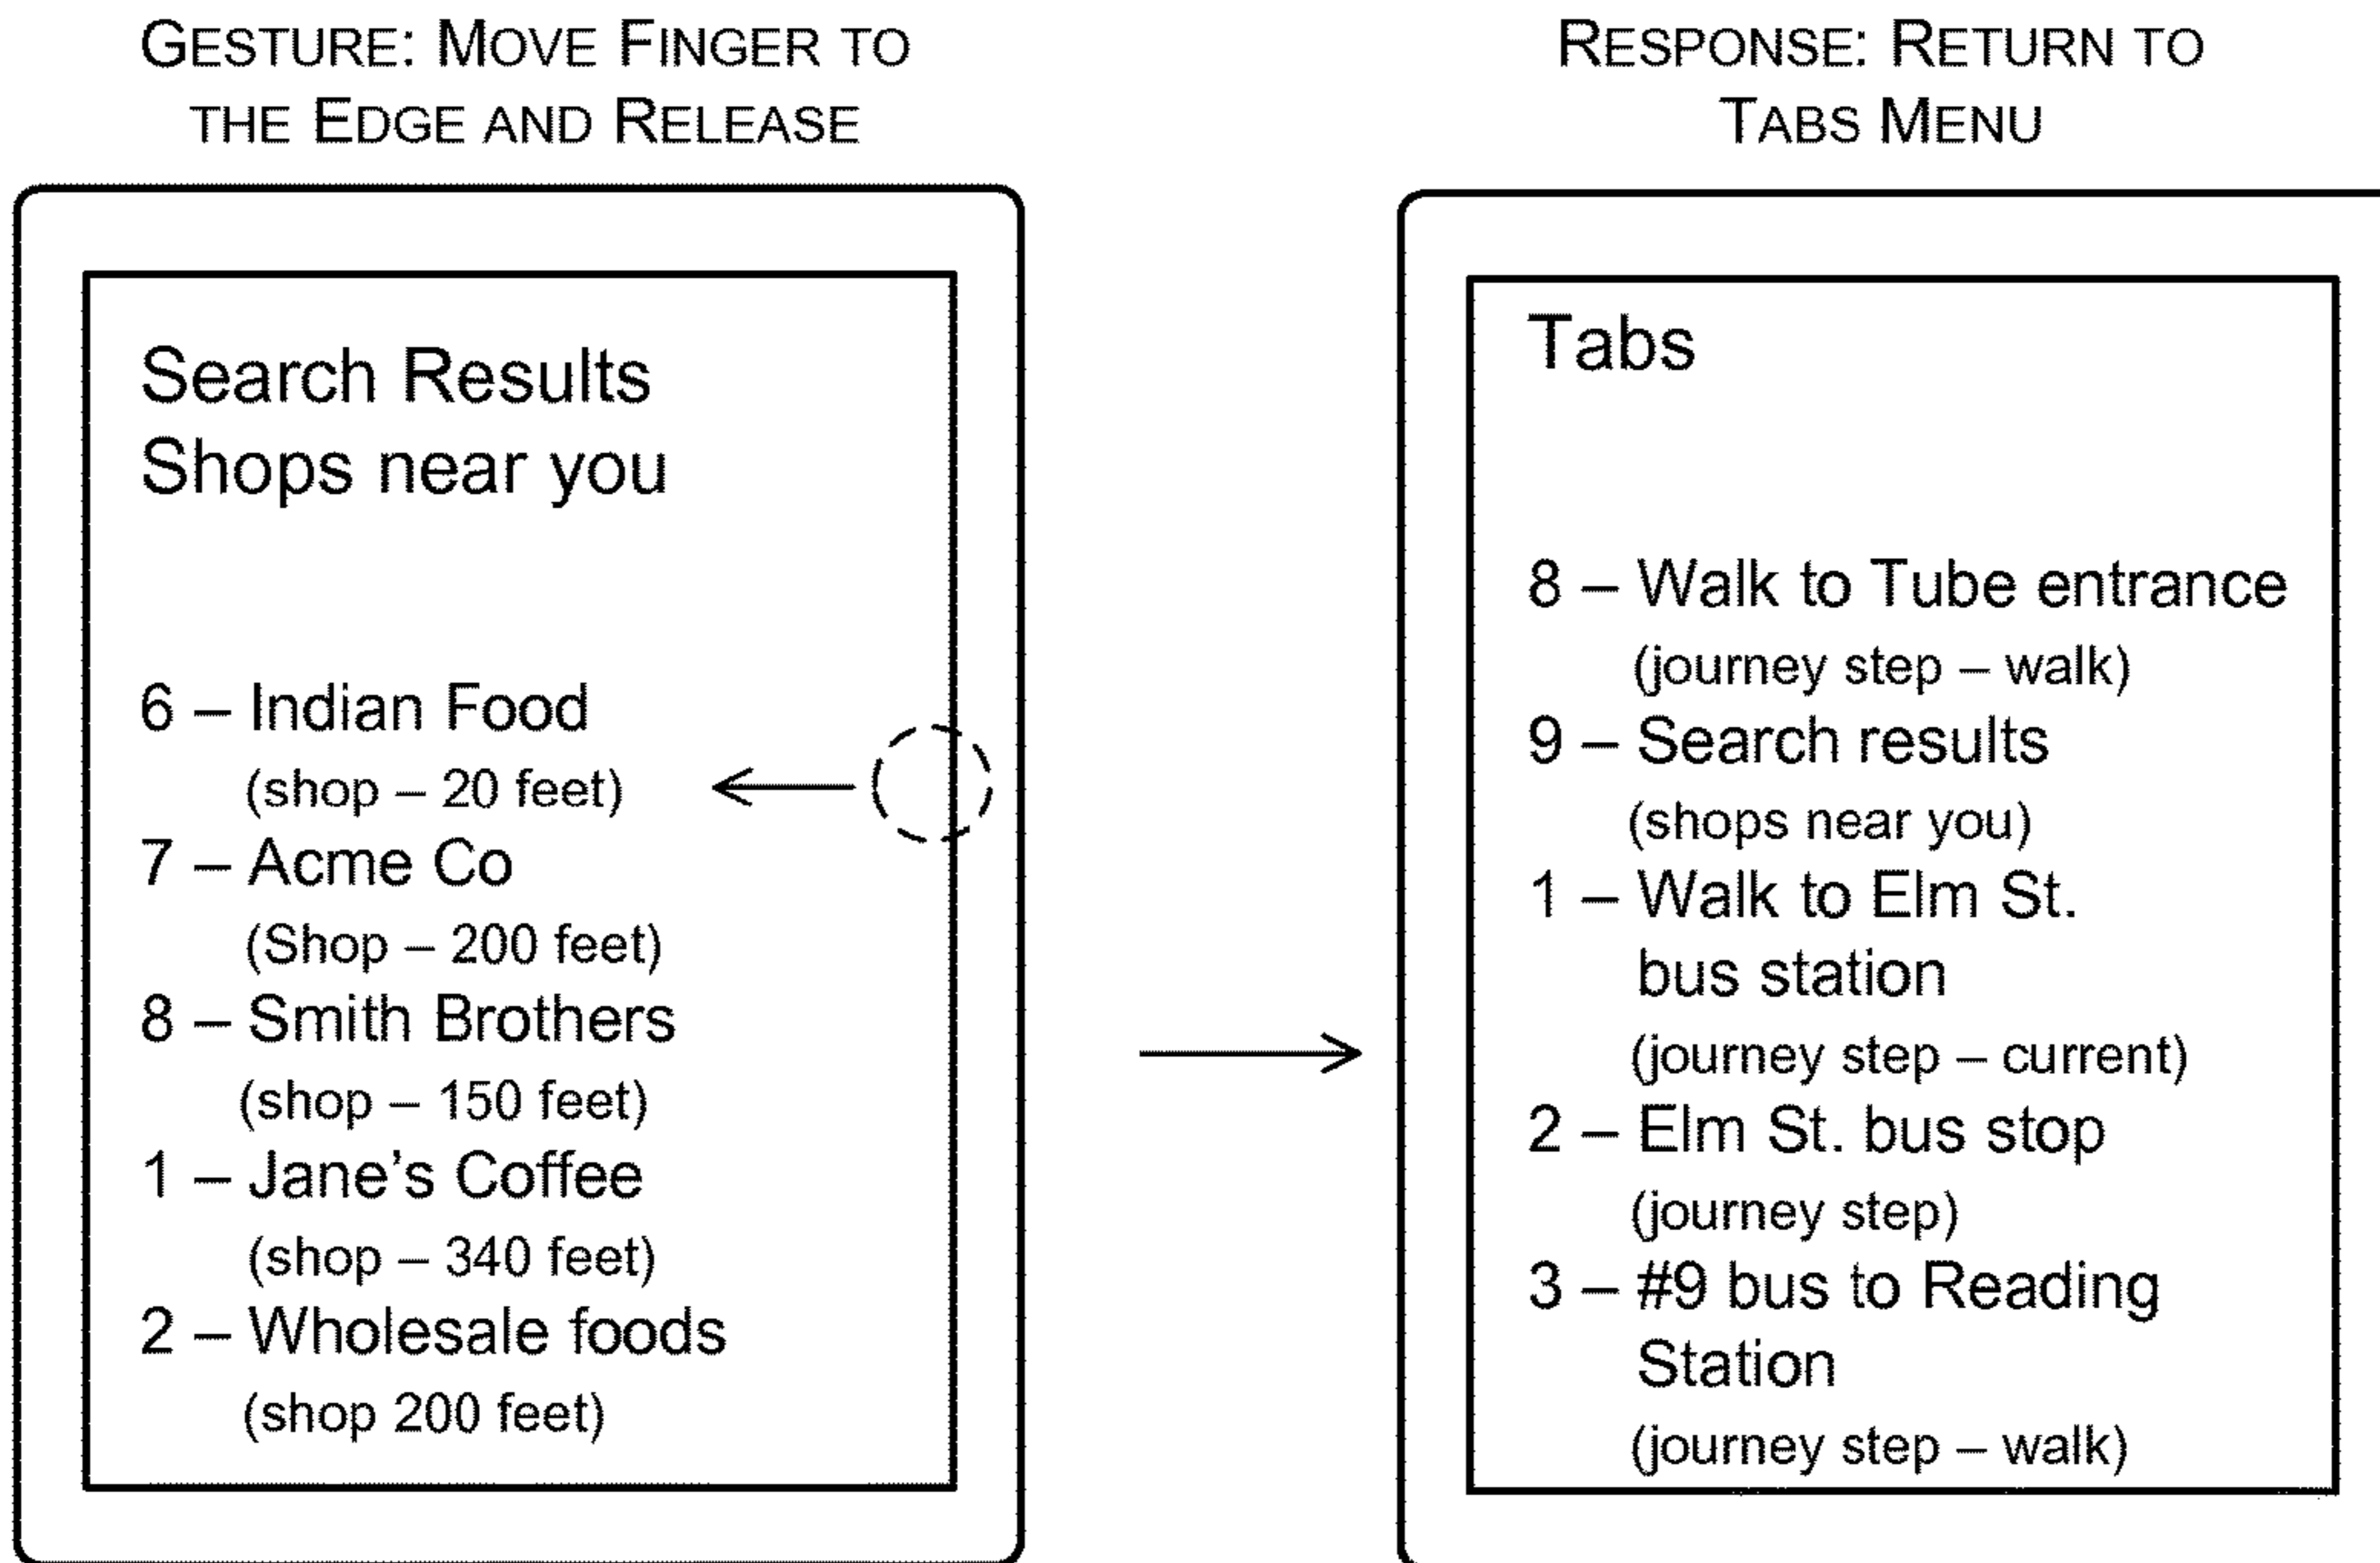 GESTURE: MOVE FINGER TO
THE EDGE AND RELEASE
Search Results
Shops near you
6 – Indian Food
(shop – 20 feet)
7 – Acme Co
(Shop – 200 feet)
8 – Smith Brothers
(shop – 150 feet)
1 – Jane's Coffee
(shop – 340 feet)
2 – Wholesale foods
(shop 200 feet)
RESPONSE: RETURN TO
TABS MENU
Tabs
8 – Walk to Tube entrance
(journey step – walk)
9 – Search results
(shops near you)
1 – Walk to Elm St.
bus station
(journey step – current)
2 – Elm St. bus stop
(journey step)
3 – #9 bus to Reading
Station
(journey step – walk)